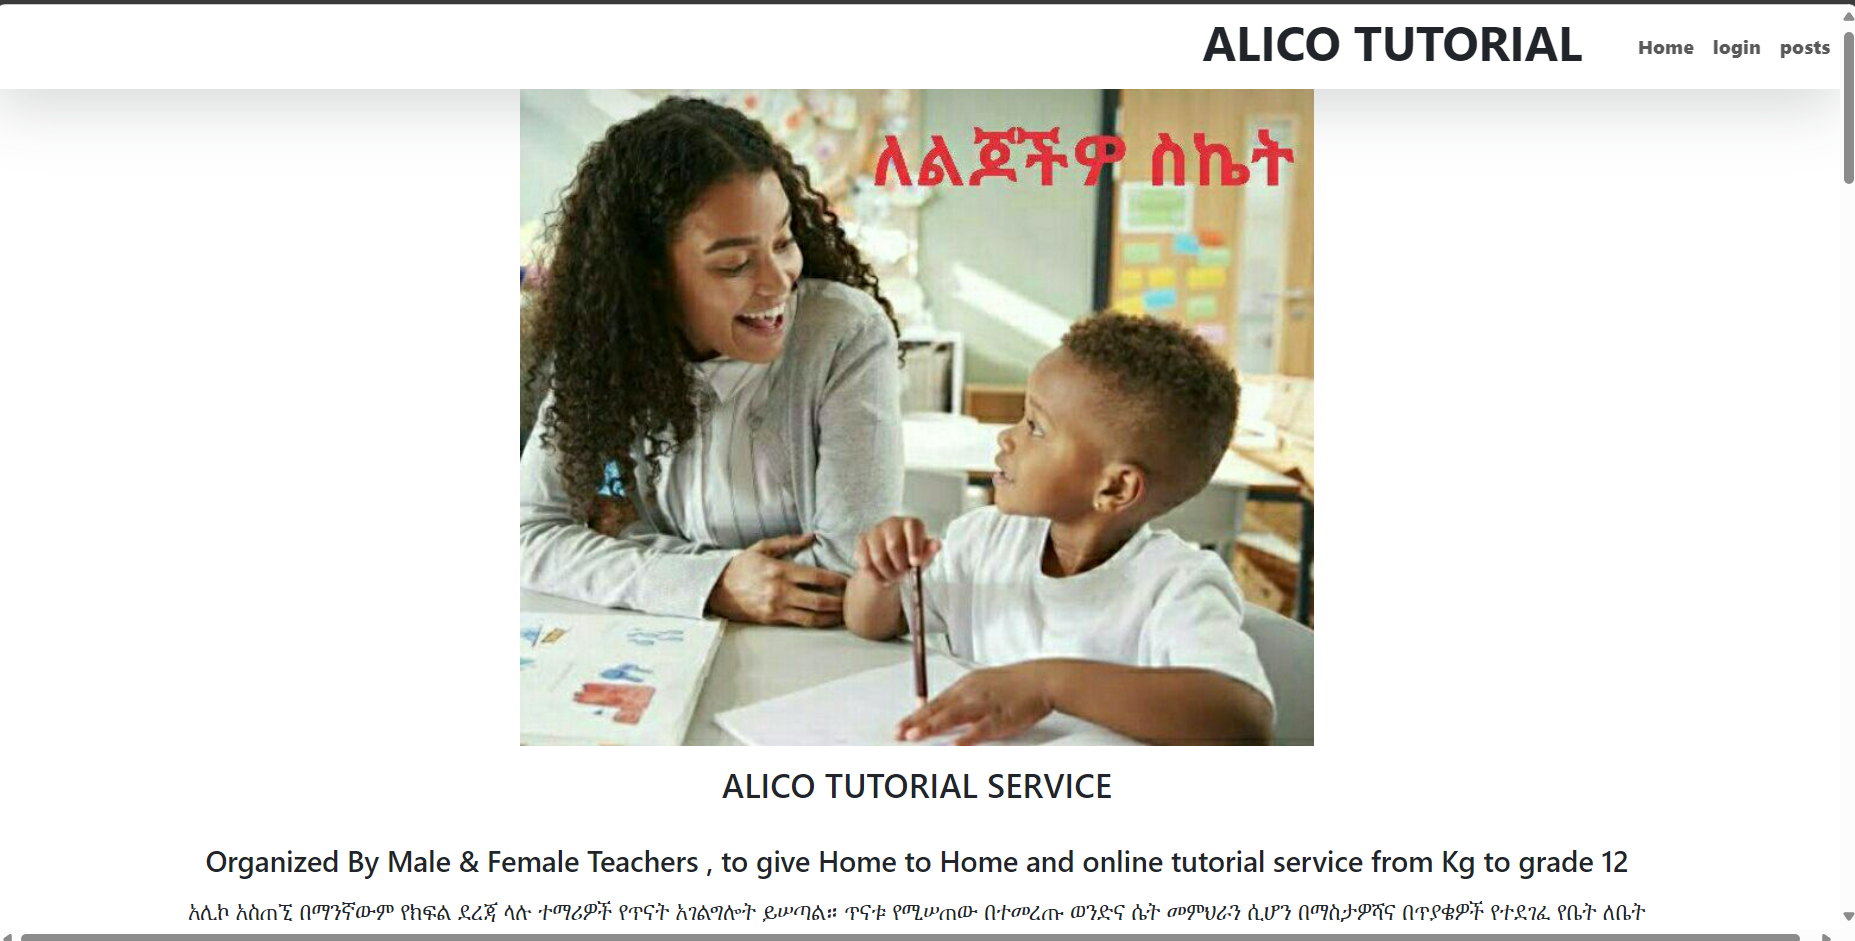 ALICO TUTORIAL
Home login posts
ለልጆችዎ ስኬት
ALICO TUTORIAL SERVICE
Organized By Male & Female Teachers , to give Home to Home and online tutorial service from Kg to grade 12
አሊኮ አስጠኚ በማንኛውም የክፍል ደረጃ ላሉ ተማሪዎች የጥናት አገልግሎት ይሠጣል። ጥናቱ የሚሠጠው በተመረጡ ወንድና ሴት መምህራን ሲሆን በማስታዎሻና በጥያቄዎች የተደገፈ የቤት ለቤት